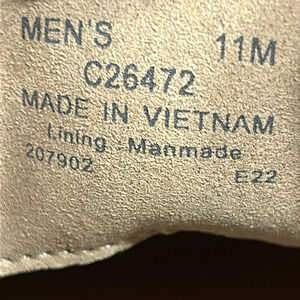 MEN'S 11M
C26472
MADE IN VIETNAM
Lining Manmade
207902 E22